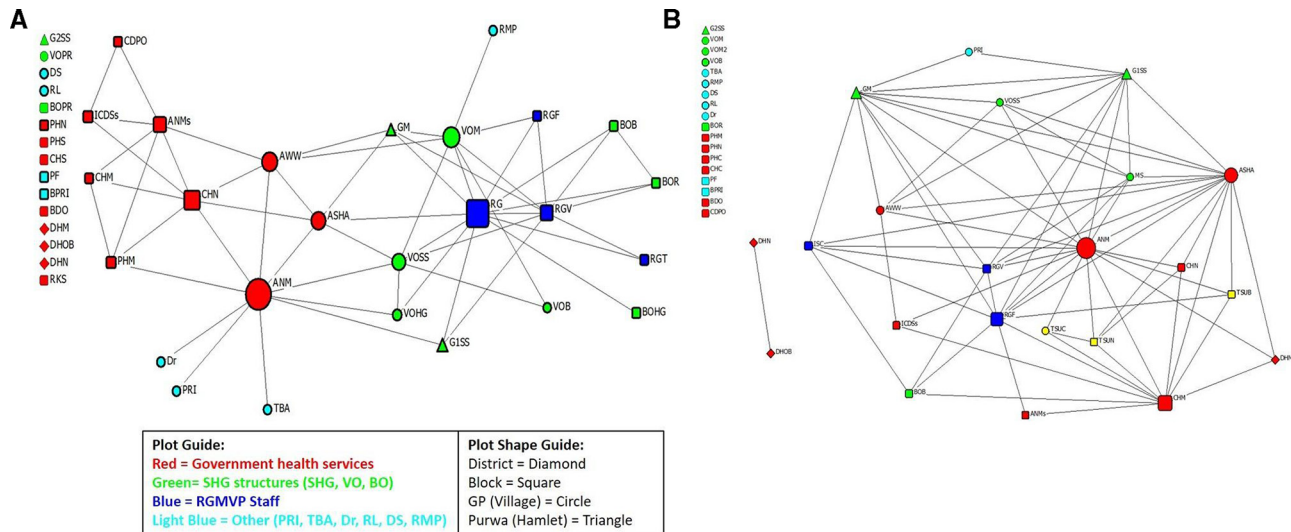 A
G2SS
VOPR
DS
RL
BOPR
PHN
PHS
CHS
PF
BPRI
BDO
DHM
DHOB
DHN
RKS
CDPO
ICDSs
ANMs
CHM
CHN
PHM
AWW
ASHA
ANM
Dr
PRI
TBA
RMP
GM
VOM
RGF
BOB
BOR
RG
RGV
VOSS
RGT
VOHG
VOB
BOHG
G1SS
Plot Guide:
Red = Government health services
Green= SHG structures (SHG, VO, BO)
Blue = RGMVP Staff
Light Blue = Other (PRI, TBA, Dr, RL, DS, RMP)
Plot Shape Guide:
District = Diamond
Block = Square
GP (Village) = Circle
Purwa (Hamlet) = Triangle
B
G2SS
VOM
VOM2
VOB
TBA
RMP
DS
RL
Dr
BOR
PHM
PHN
PHC
CHC
PF
BPRI
BDO
CDPO
PRI
G1SS
GM
VOSS
MS
ASHA
AWW
ANM
ISC
DHN
RGV
CHN
TSUB
RGF
ICDSs
TSUC
TSUN
DHOB
DHM
BOB
CHM
ANMs